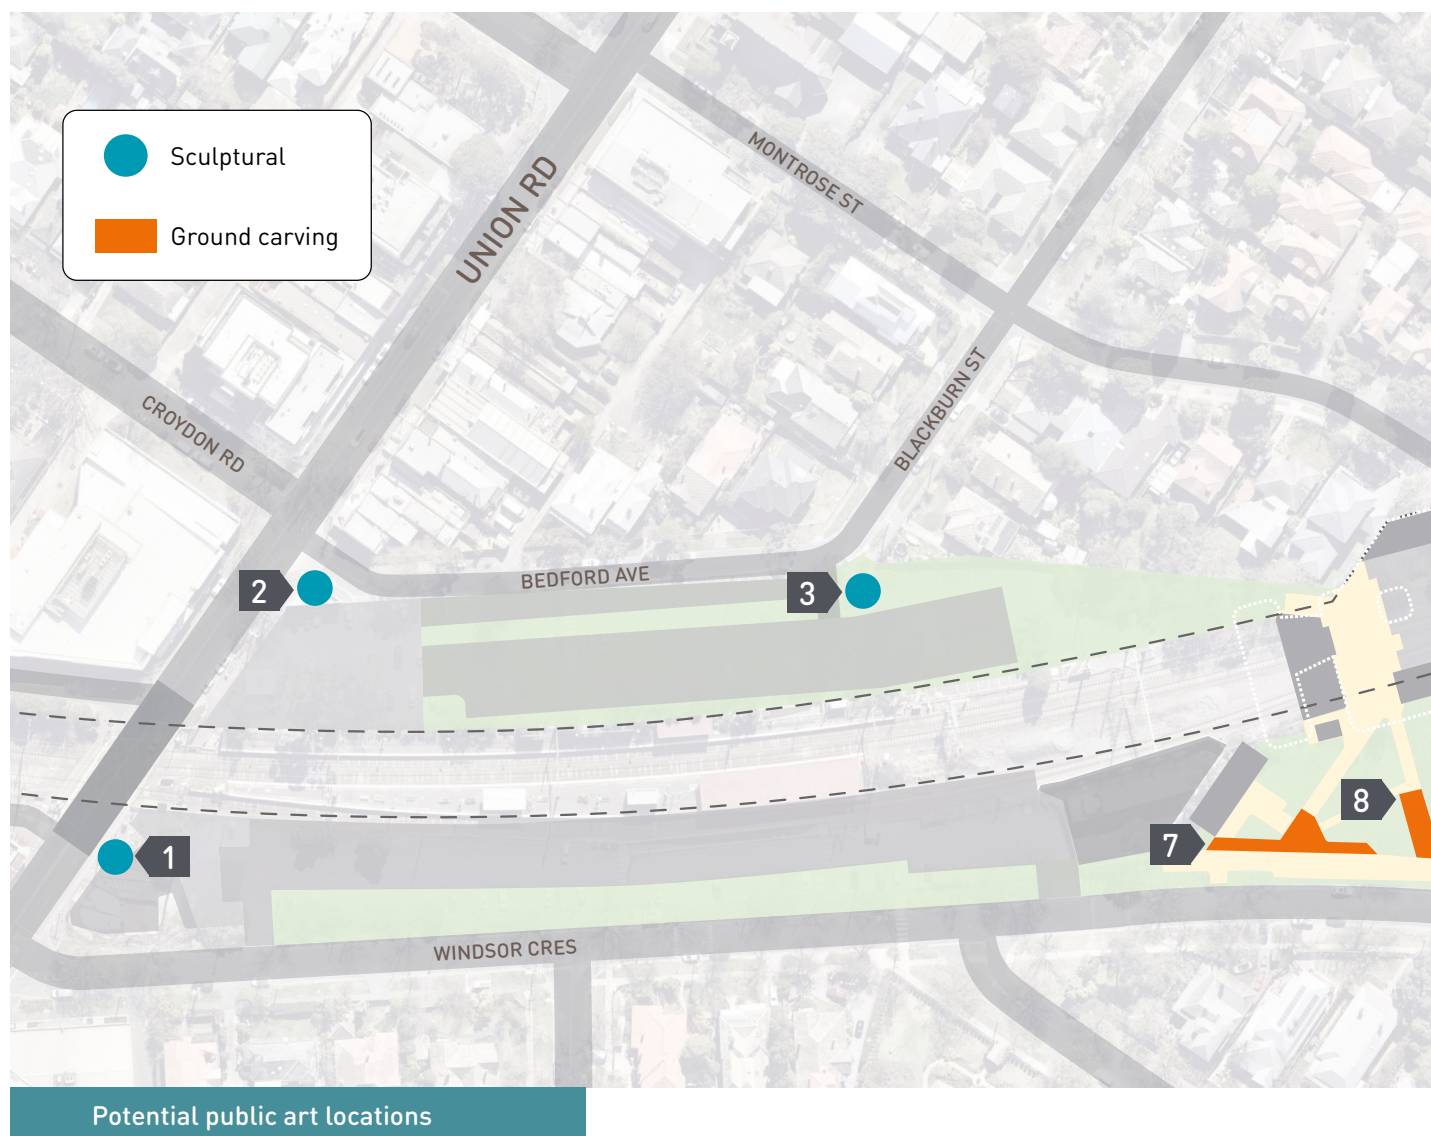 Sculptural
Ground carving
UNION RD
MONTROSE ST
CROYDON RD
BLACKBURN ST
BEDFORD AVE
2
3
8
7
1
WINDSOR CRES
Potential public art locations